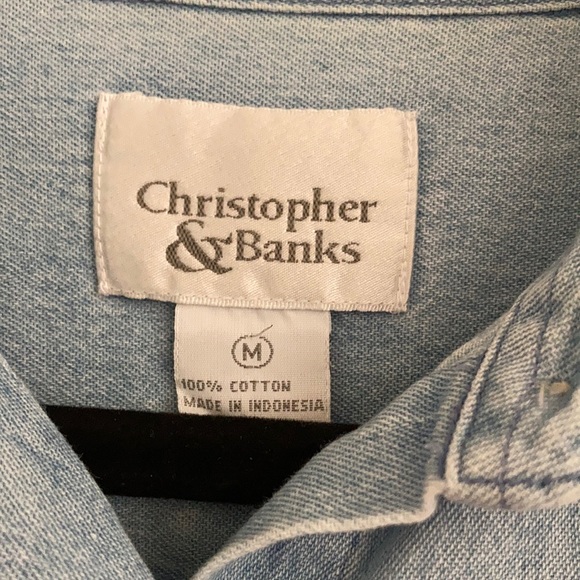 Christopher
& Banks
M
100% COTTON
MADE IN INDONESIA